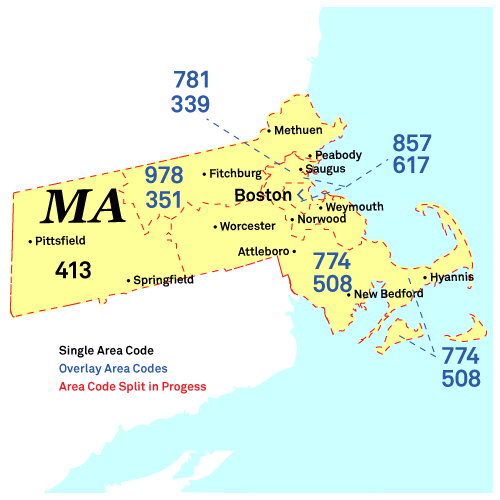 781
339
Methuen
857
617
Peabody
Saugus
978
351
Fitchburg
Boston
MA
Weymouth
Norwood
Worcester
Pittsfield
Attleboro
413
774
508
Springfield
Hyannis
New Bedford
Single Area Code
Overlay Area Codes
Area Code Split in Progess
774
508